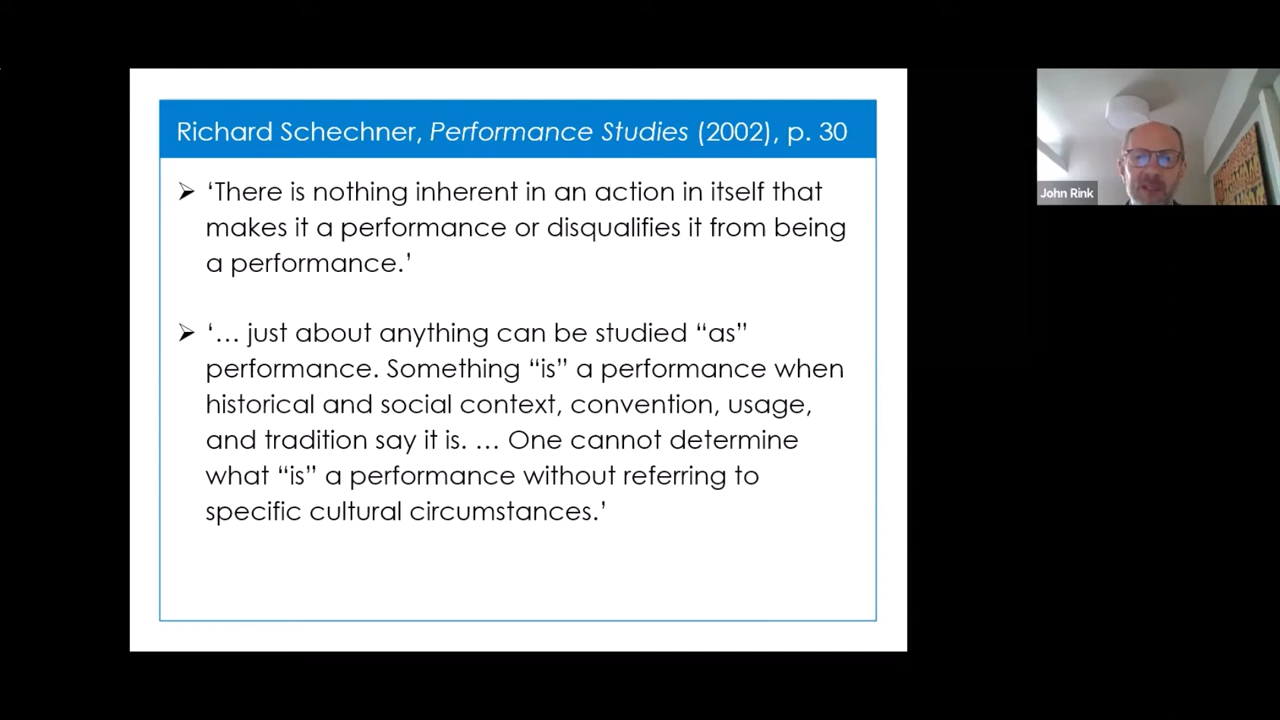 Richard Schechner, Performance Studies (2002), p. 30
➢ ‘There is nothing inherent in an action in itself that
makes it a performance or disqualifies it from being
a performance.’
➢ ‘… just about anything can be studied “as”
performance. Something “is” a performance when
historical and social context, convention, usage,
and tradition say it is. … One cannot determine
what “is” a performance without referring to
specific cultural circumstances.’
John Rink